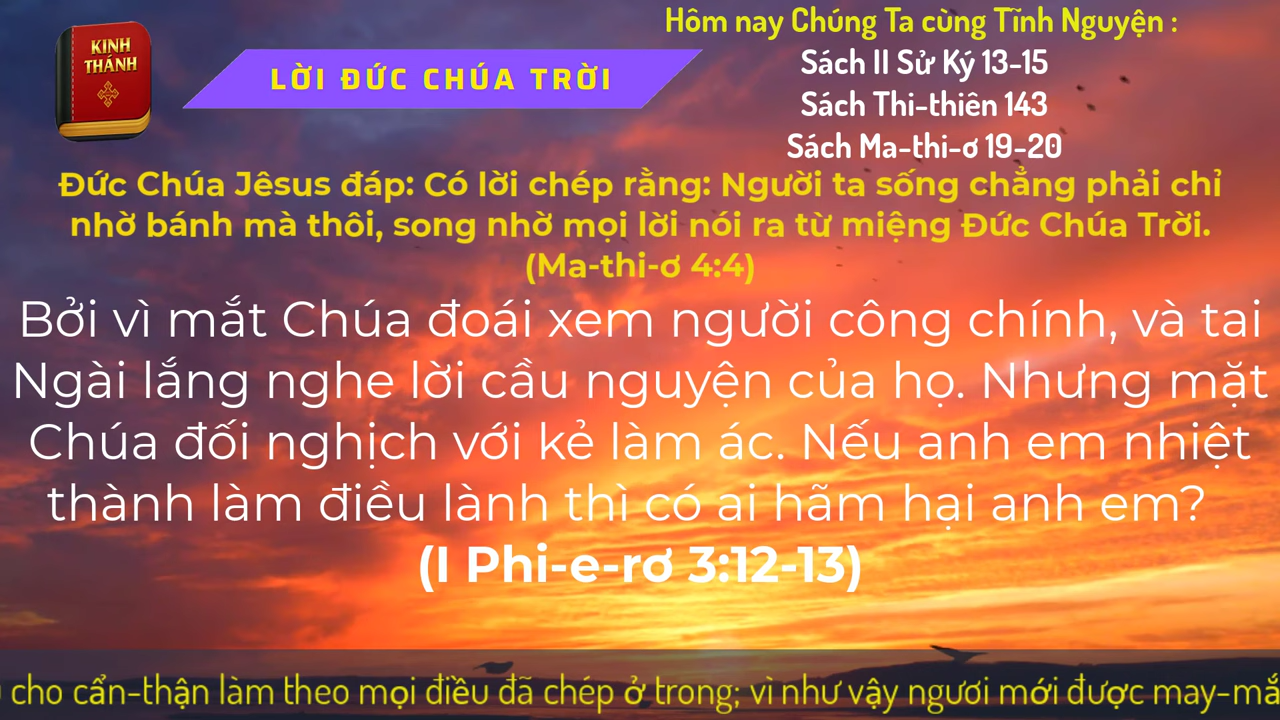 KINH
THÁNH
LỜI ĐỨC CHÚA TRỜI
Hôm nay Chúng Ta cùng Tĩnh Nguyện :
Sách II Sử Ký 13-15
Sách Thi-thiên 143
Sách Ma-thi-ơ 19-20
Đức Chúa Jêsus đáp: Có lời chép rằng: Người ta sống chẳng phải chỉ
nhờ bánh mà thôi, song nhờ mọi lời nói ra từ miệng Đức Chúa Trời.
(Ma-thi-ơ 4:4)
Bởi vì mắt Chúa đoái xem người công chính, và tai
Ngài lắng nghe lời cầu nguyện của họ. Nhưng mặt
Chúa đối nghịch với kẻ làm ác. Nếu anh em nhiệt
thành làm điều lành thì có ai hãm hại anh em?
(I Phi-e-rơ 3:12-13)
cho cẩn-thận làm theo mọi điều đã chép ở trong; vì như vậy ngươi mới được